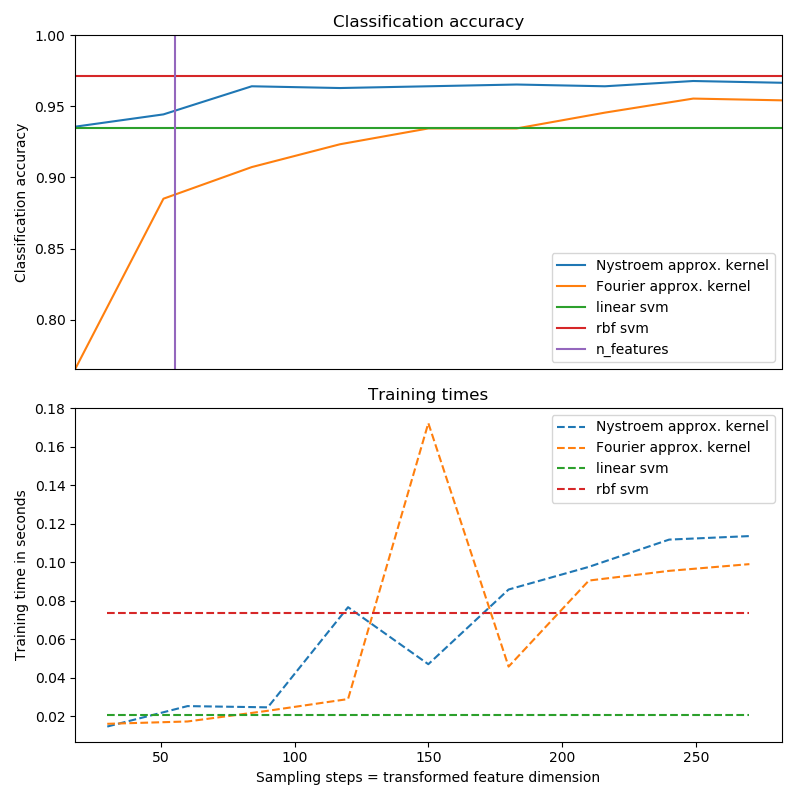 Classification accuracy
1.00
0.95
0.90
0.85
0.80
Classification accuracy
Nystroem approx. kernel
Fourier approx. kernel
linear svm
rbf svm
n_features
Training times
0.18
0.16
0.14
0.12
0.10
0.08
0.06
0.04
0.02
Training time in seconds
Nystroem approx. kernel
Fourier approx. kernel
linear svm
rbf svm
50
100
150
200
250
Sampling steps = transformed feature dimension